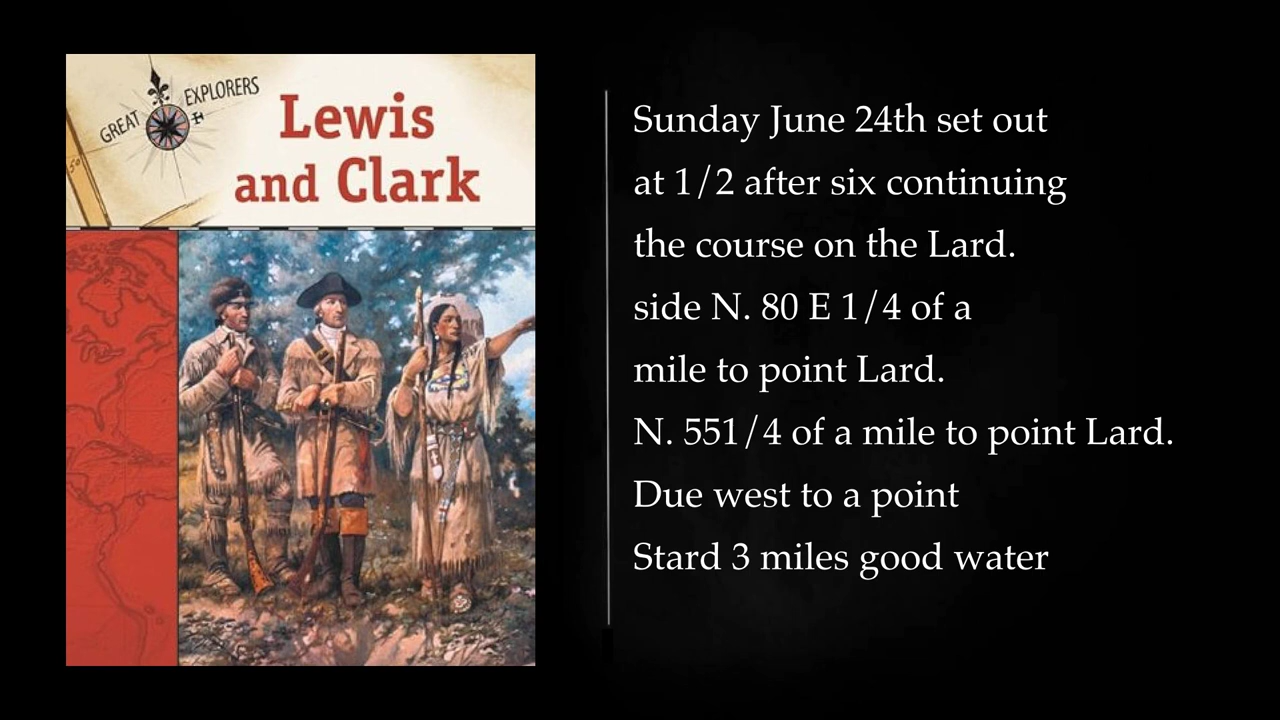 GREAT EXPLORERS
Lewis
and Clark
Sunday June 24th set out
at 1/2 after six continuing
the course on the Lard.
side N. 80 E 1/4 of a
mile to point Lard.
N. 551/4 of a mile to point Lard.
Due west to a point
Stard 3 miles good water